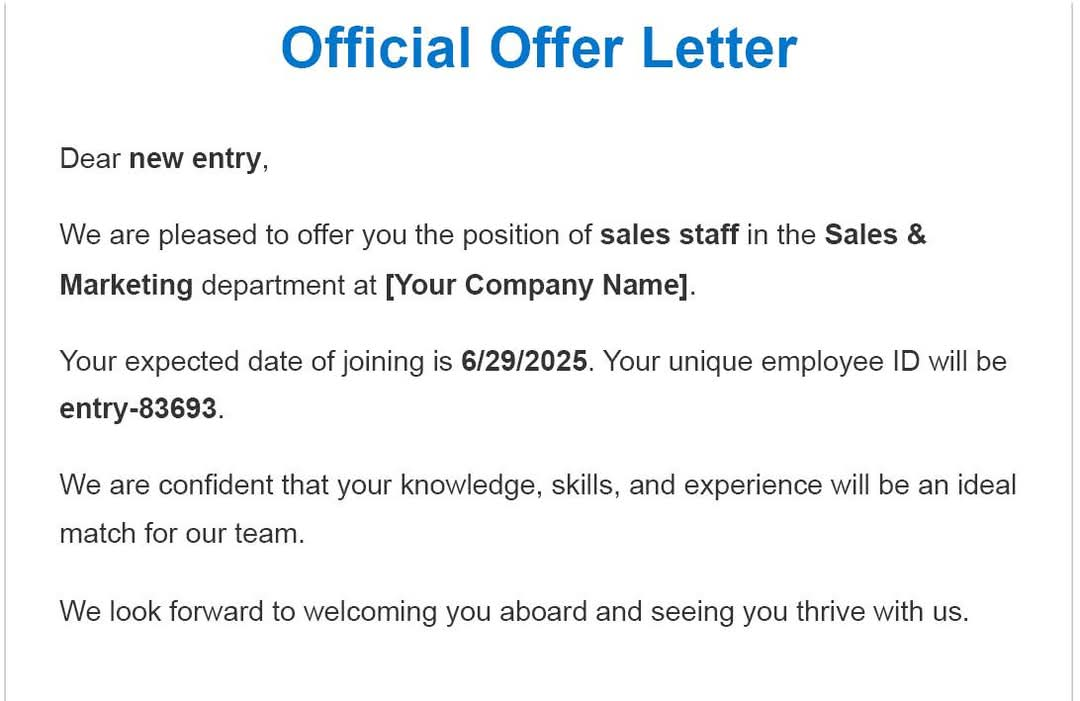 Official Offer Letter
Dear new entry,
We are pleased to offer you the position of sales staff in the Sales &
Marketing department at [Your Company Name].
Your expected date of joining is 6/29/2025. Your unique employee ID will be
entry-83693.
We are confident that your knowledge, skills, and experience will be an ideal
match for our team.
We look forward to welcoming you aboard and seeing you thrive with us.